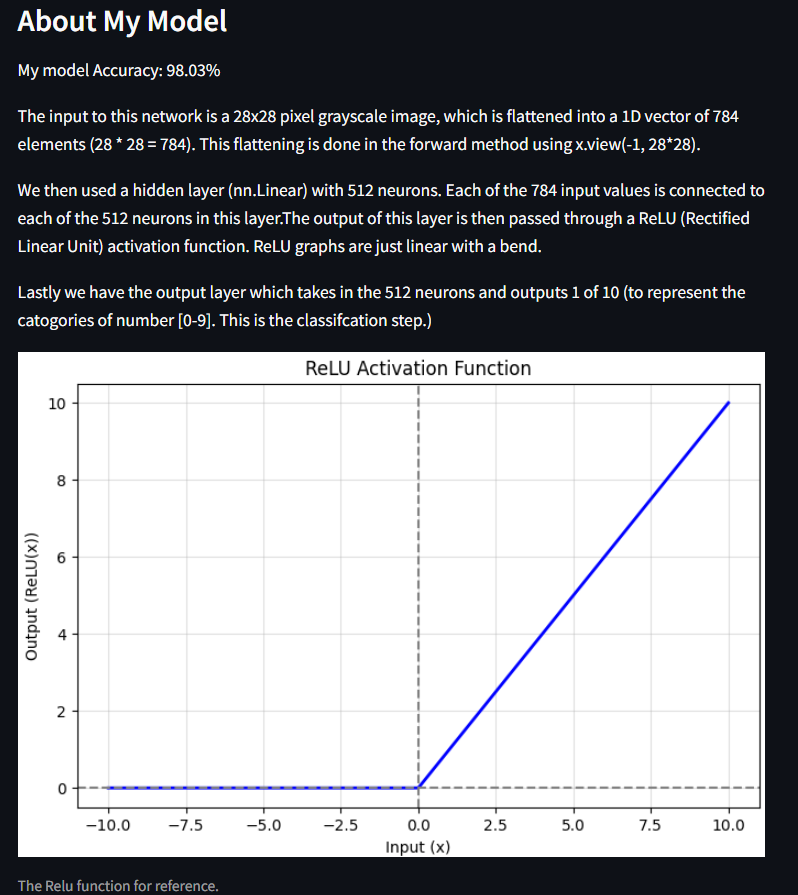 About My Model
My model Accuracy: 98.03%
The input to this network is a 28x28 pixel grayscale image, which is flattened into a 1D vector of 784
elements (28 * 28 = 784). This flattening is done in the forward method using x.view(-1, 28*28).
We then used a hidden layer (nn.Linear) with 512 neurons. Each of the 784 input values is connected to
each of the 512 neurons in this layer.The output of this layer is then passed through a ReLU (Rectified
Linear Unit) activation function. ReLU graphs are just linear with a bend.
Lastly we have the output layer which takes in the 512 neurons and outputs 1 of 10 (to represent the
catogories of number [0-9]. This is the classifcation step.)
ReLU Activation Function
Output (ReLU(x))
10
8
6
4
2
0
−10.0 −7.5 −5.0 −2.5 0.0 2.5 5.0 7.5 10.0
Input (x)
The Relu function for reference.